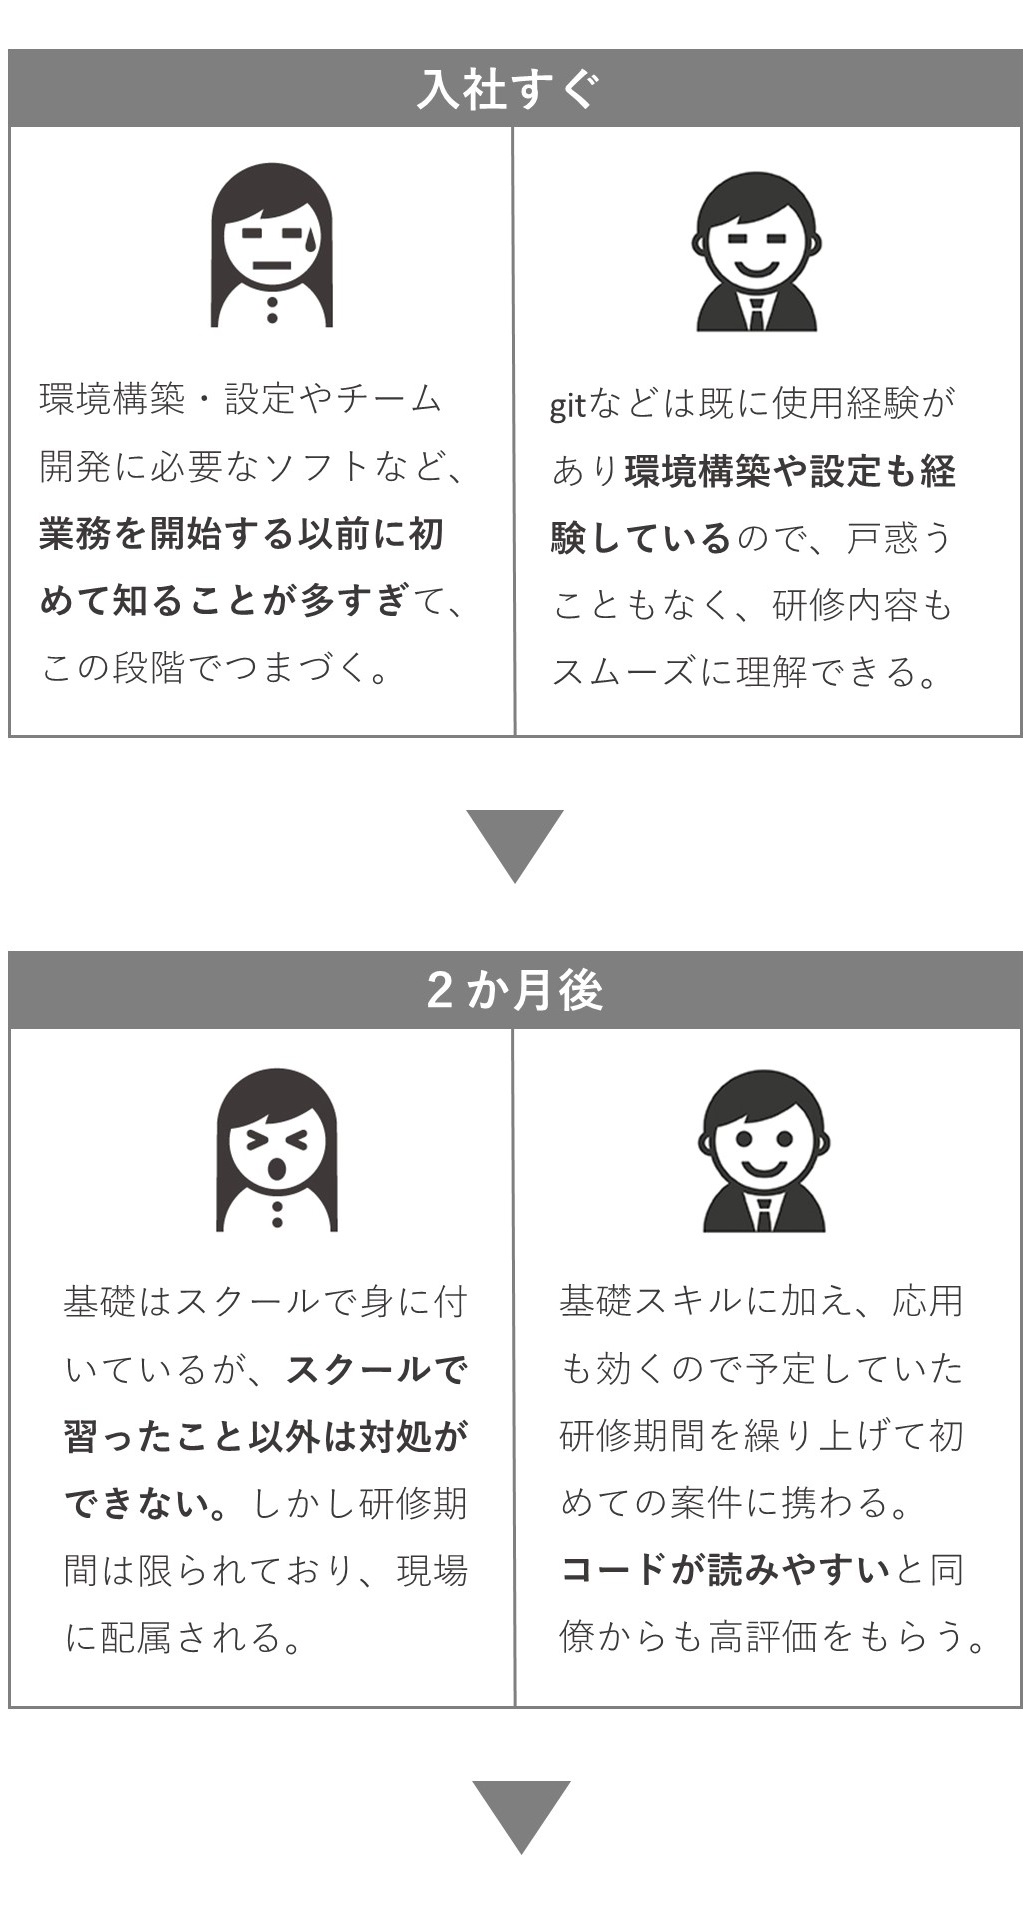 入社すぐ
環境構築・設定やチーム
開発に必要なソフトなど、
業務を開始する以前に初
めて知ることが多すぎて、
この段階でつまづく。
gitなどは既に使用経験が
あり環境構築や設定も経
験しているので、戸惑う
こともなく、研修内容も
スムーズに理解できる。
２か月後
基礎はスクールで身に付
いているが、スクールで
習ったこと以外は対処が
できない。しかし研修期
間は限られており、現場
に配属される。
基礎スキルに加え、応用
も効くので予定していた
研修期間を繰り上げて初
めての案件に携わる。
コードが読みやすいと同
僚からも高評価をもらう。